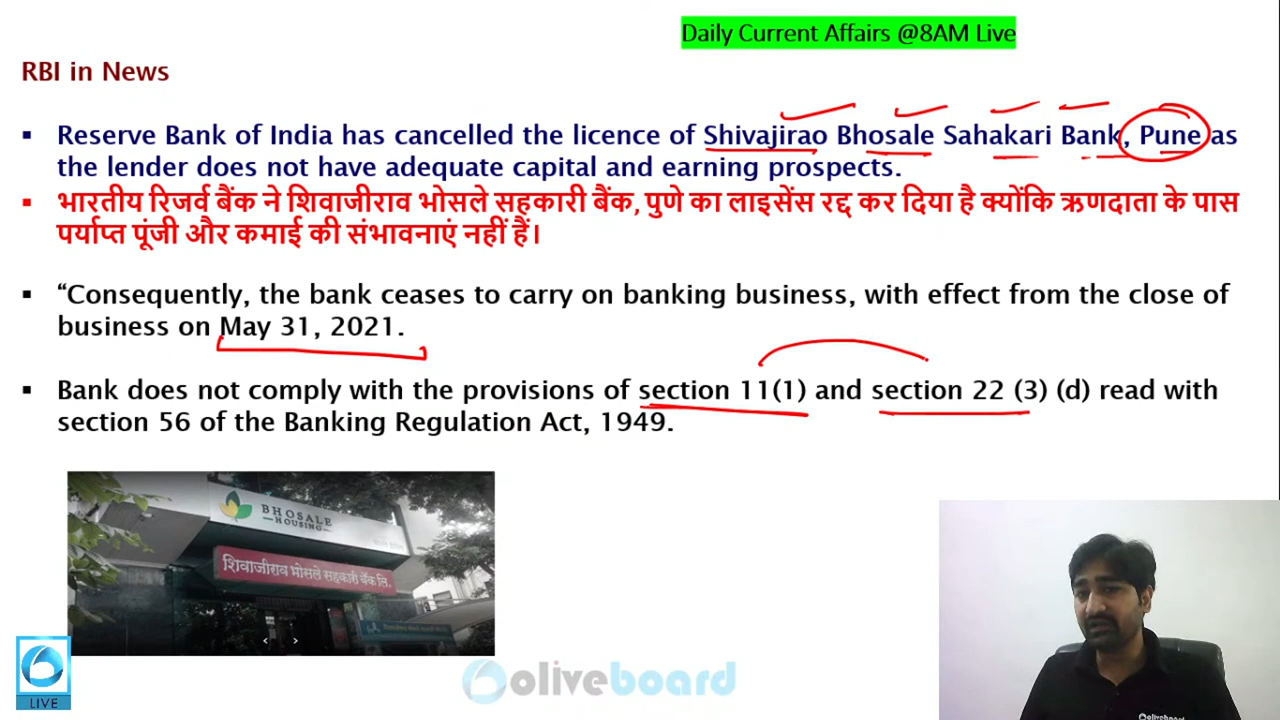 Daily Current Affairs @8AM Live
RBI in News
▪ Reserve Bank of India has cancelled the licence of Shivajirao Bhosale Sahakari Bank, Pune as
the lender does not have adequate capital and earning prospects.
▪ भारतीय रिजर्व बैंक ने शिवाजीराव भोसले सहकारी बैंक, पुणे का लाइसेंस रद्द कर दिया है क्योंकि ऋणदाता के पास
पर्याप्त पूंजी और कमाई की संभावनाएं नहीं हैं।
▪ “Consequently, the bank ceases to carry on banking business, with effect from the close of
business on May 31, 2021.
▪ Bank does not comply with the provisions of section 11(1) and section 22 (3) (d) read with
section 56 of the Banking Regulation Act, 1949.
BHOSALE
HOUSING
शिवाजीराव भोसले सहकारी बँक लि.
LIVE
oliveboard
oliveboard